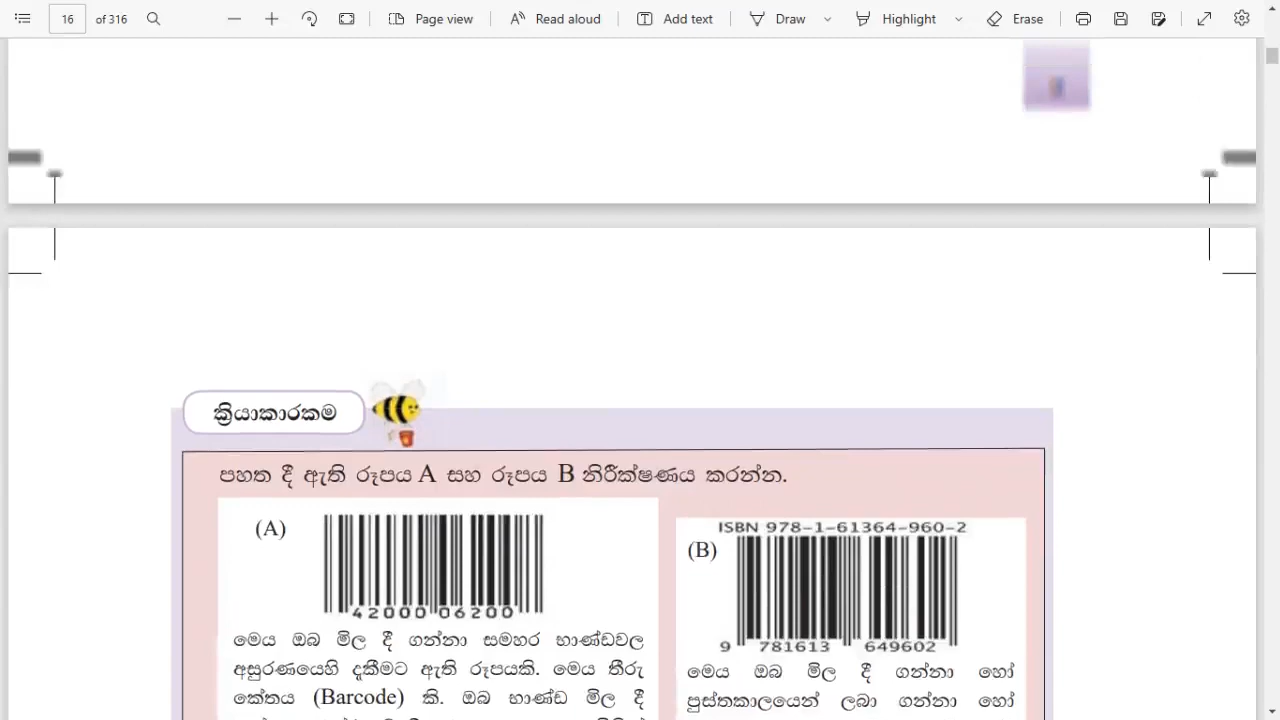 16 of 316 Page view Read aloud Add text Draw Highlight Erase
ක්‍රියාකාරකම
පහත දී ඇති රූපය A සහ රූපය B නිරීක්ෂණය කරන්න.
(A)
42000 06200
මෙය ඔබ මිල දී ගන්නා සමහර භාණ්ඩවල
අසුරණයෙහි දැකීමට ඇති රූපයකි. මෙය තීරු
කේතය (Barcode) කි. ඔබ භාණ්ඩ මිල දී
ISBN 978-1-61364-960-2
(B)
9 781613 649602
මෙය ඔබ මිල දී ගන්නා හෝ
පුස්තකාලයෙන් ලබා ගන්නා හෝ